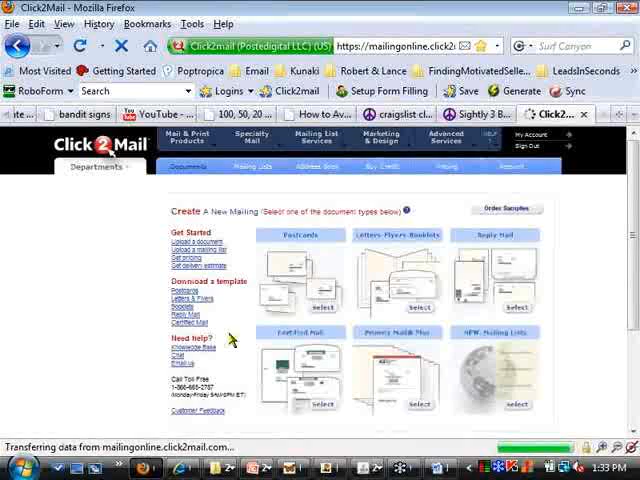 Click2Mail - Mozilla Firefox
File Edit View History Bookmarks Tools Help
Click2mail (Postedigital LLC) (US) https://mailingonline.click2 Surf Canyon
Most Visited Getting Started Poptropica Email Kunaki Robert & Lance FindingMotivatedSelle... LeadsInSeconds
RoboForm Search Logins Click2mail Setup Form Filling Save Generate Sync
ate ... bandit signs YouTube - ... 100, 50, 20 ... How to Av... craigslist cl... Sightly 3 B... Click2...
Click2Mail Mail & Print Products Specialty Mail Mailing List Services Marketing & Design Advanced Services HELP My Account
Sign Out
Departments Documents Mailing Lists Address Book Buy Credit Pricing Account
Create A New Mailing (Select one of the document types below) Order Samples
Get Started
Upload a document
Upload a mailing list
Get pricing
Get delivery estimate
Download a template
Postcards
Letters & Flyers
Booklets
Reply Mail
Certified Mail
Need help?
Knowledge Base
Chat
Email us
Call Toll Free
1-866-665-2787
(Monday-Friday 9AM-8PM ET)
Customer Feedback
Postcards Letters-Flyers-Booklets Reply Mail
Select Select Select
Certified Mail Priority Mail® Plus NEW- Mailing Lists
Select Select Select
Transferring data from mailingonline.click2mail.com...
1:33 PM